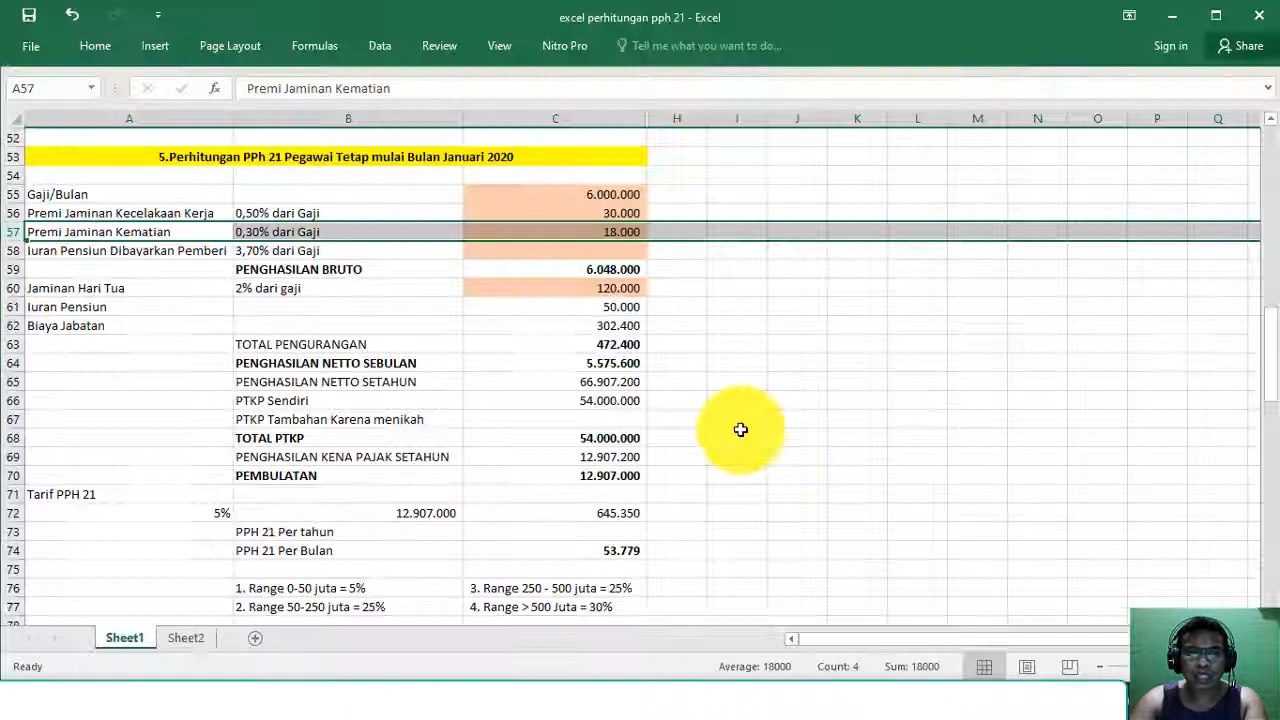 excel perhitungan pph 21 - Excel
File Home Insert Page Layout Formulas Data Review View Nitro Pro Tell me what you want to do... Sign in Share
A57 fx Premi Jaminan Kematian
A B C H I J K L M N O P Q
52
53 5.Perhitungan PPh 21 Pegawai Tetap mulai Bulan Januari 2020
54
55 Gaji/Bulan 6.000.000
56 Premi Jaminan Kecelakaan Kerja 0,50% dari Gaji 30.000
57 Premi Jaminan Kematian 0,30% dari Gaji 18.000
58 Iuran Pensiun Dibayarkan Pemberi 3,70% dari Gaji
59 PENGHASILAN BRUTO 6.048.000
60 Jaminan Hari Tua 2% dari gaji 120.000
61 Iuran Pensiun 50.000
62 Biaya Jabatan 302.400
63 TOTAL PENGURANGAN 472.400
64 PENGHASILAN NETTO SEBULAN 5.575.600
65 PENGHASILAN NETTO SETAHUN 66.907.200
66 PTKP Sendiri 54.000.000
67 PTKP Tambahan Karena menikah
68 TOTAL PTKP 54.000.000
69 PENGHASILAN KENA PAJAK SETAHUN 12.907.200
70 PEMBULATAN 12.907.000
71 Tarif PPH 21
72 5% 12.907.000 645.350
73 PPH 21 Per tahun
74 PPH 21 Per Bulan 53.779
75
76 1. Range 0-50 juta = 5% 3. Range 250 - 500 juta = 25%
77 2. Range 50-250 juta = 25% 4. Range > 500 Juta = 30%
Sheet1 Sheet2
Ready Average: 18000 Count: 4 Sum: 18000